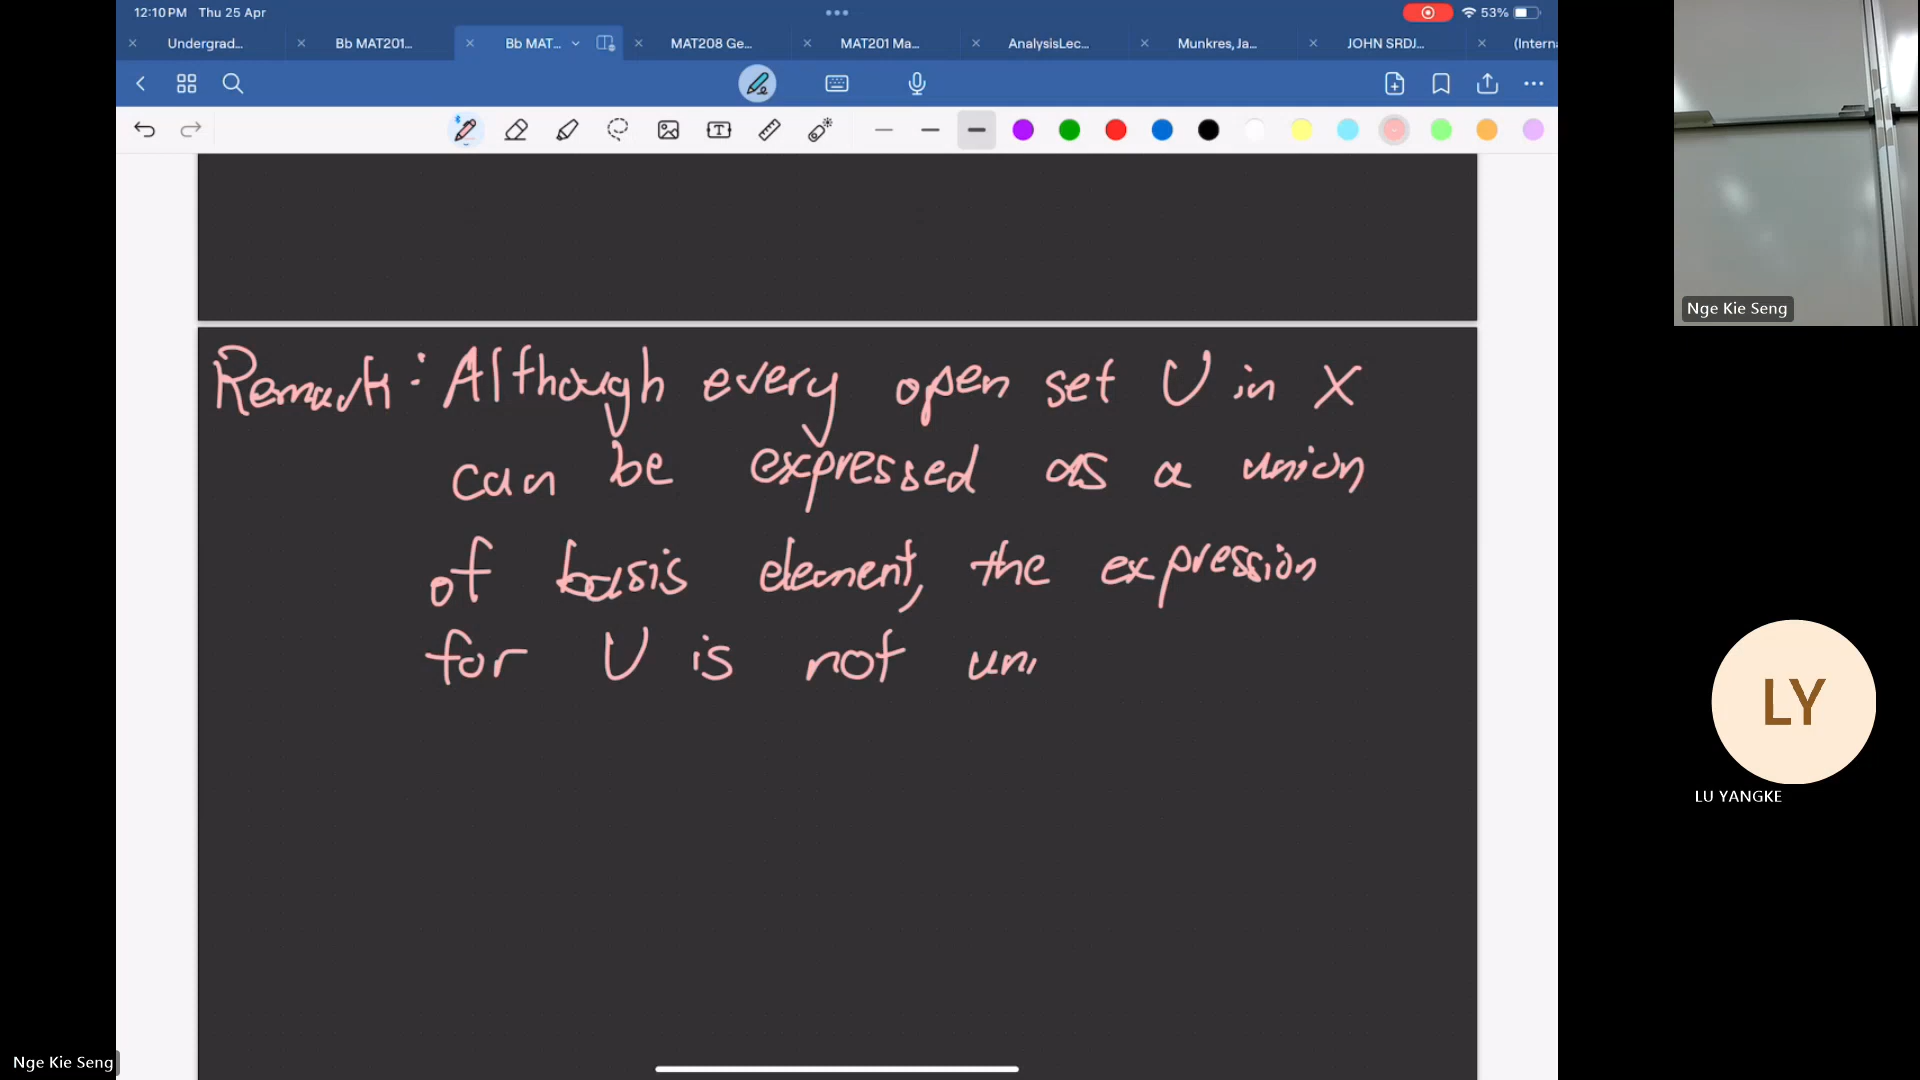 12:10 PM Thu 25 Apr
53%
Undergrad...
Bb MAT201...
Bb MAT...
MAT208 Ge...
MAT201 Ma...
AnalysisLec...
Munkres, Ja...
JOHN SRDJ...
(Intern
Remark: Although every open set U in X
can be expressed as a union
of basis element, the expression
for U is not uni
Nge Kie Seng
LY
LU YANGKE
Nge Kie Seng